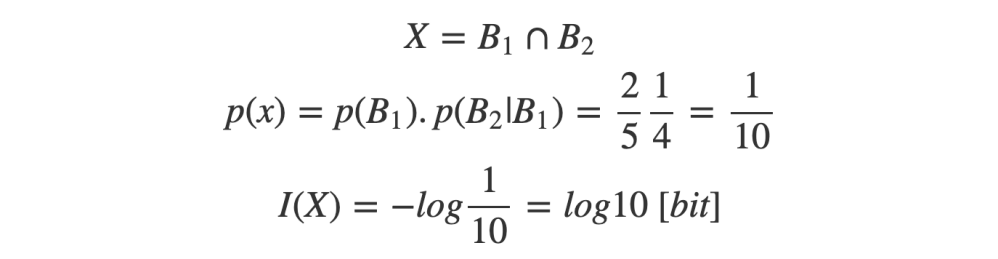 X = B₁ ∩ B₂
p(x) = p(B₁). p(B₂|B₁) = 2/5 1/4 = 1/10
I(X) = −log 1/10 = log10 [bit]